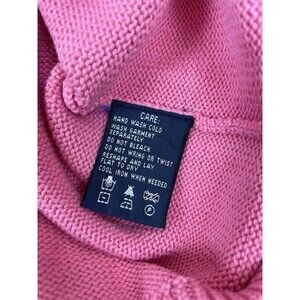 CARE:
HAND WASH COLD
WASH GARMENT
SEPARATELY
DO NOT BLEACH
DO NOT WRING OR TWIST
RESHAPE AND LAY
FLAT TO DRY
COOL IRON WHEN NEEDED